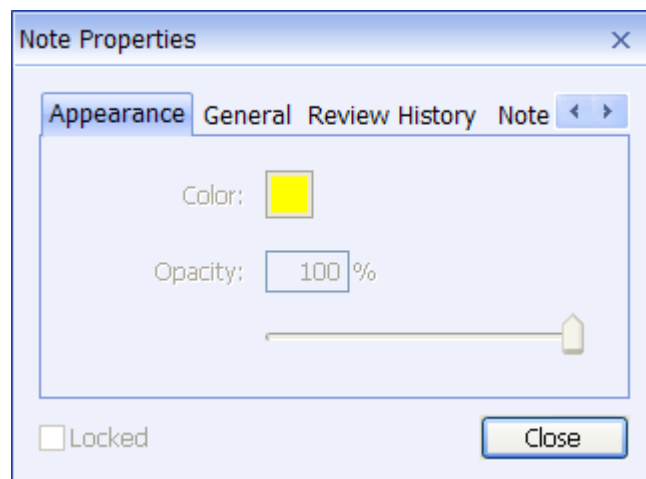 Note Properties
Appearance General Review History Note
Color:
Opacity: 100 %
Locked Close